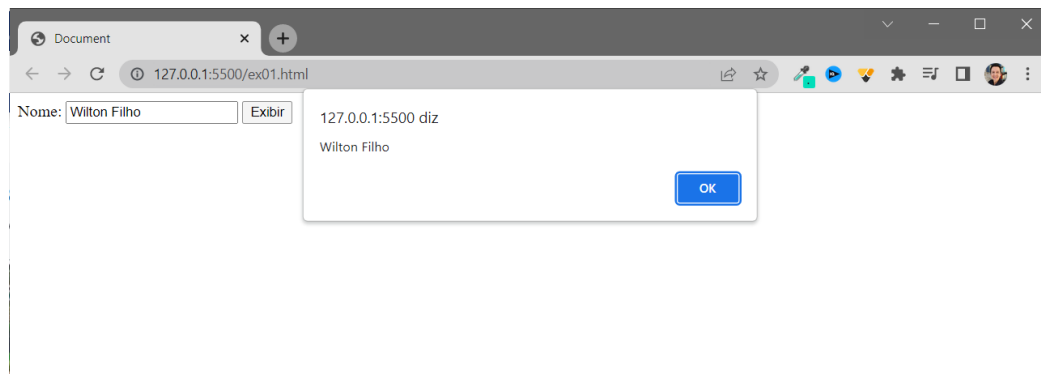 Document
127.0.0.1:5500/ex01.html
Nome: Wilton Filho Exibir
127.0.0.1:5500 diz
Wilton Filho
OK